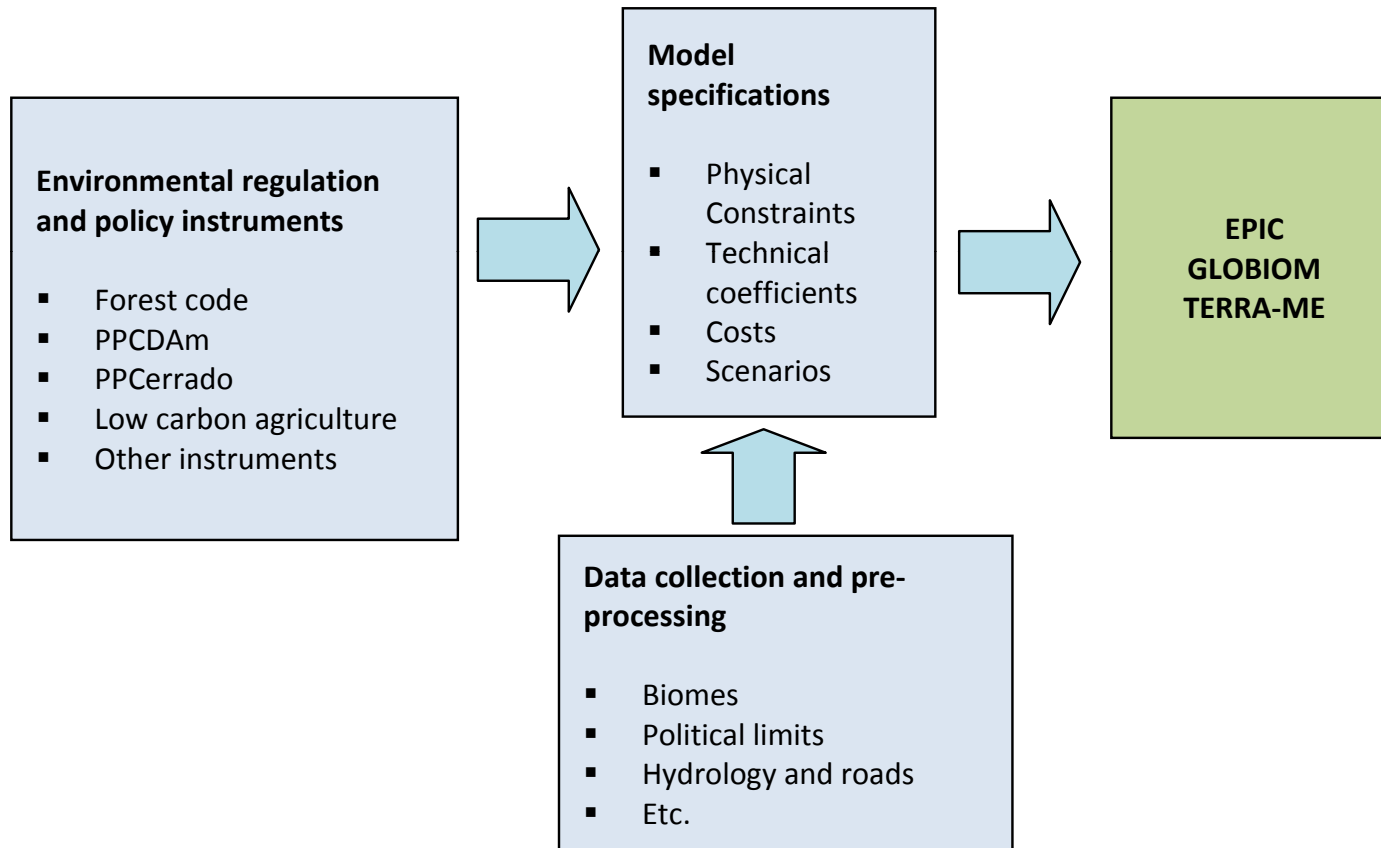 Environmental regulation
and policy instruments
▪ Forest code
▪ PPCDAm
▪ PPCerrado
▪ Low carbon agriculture
▪ Other instruments
Model
specifications
▪ Physical
Constraints
▪ Technical
coefficients
▪ Costs
▪ Scenarios
EPIC
GLOBIOM
TERRA-ME
Data collection and pre-
processing
▪ Biomes
▪ Political limits
▪ Hydrology and roads
▪ Etc.